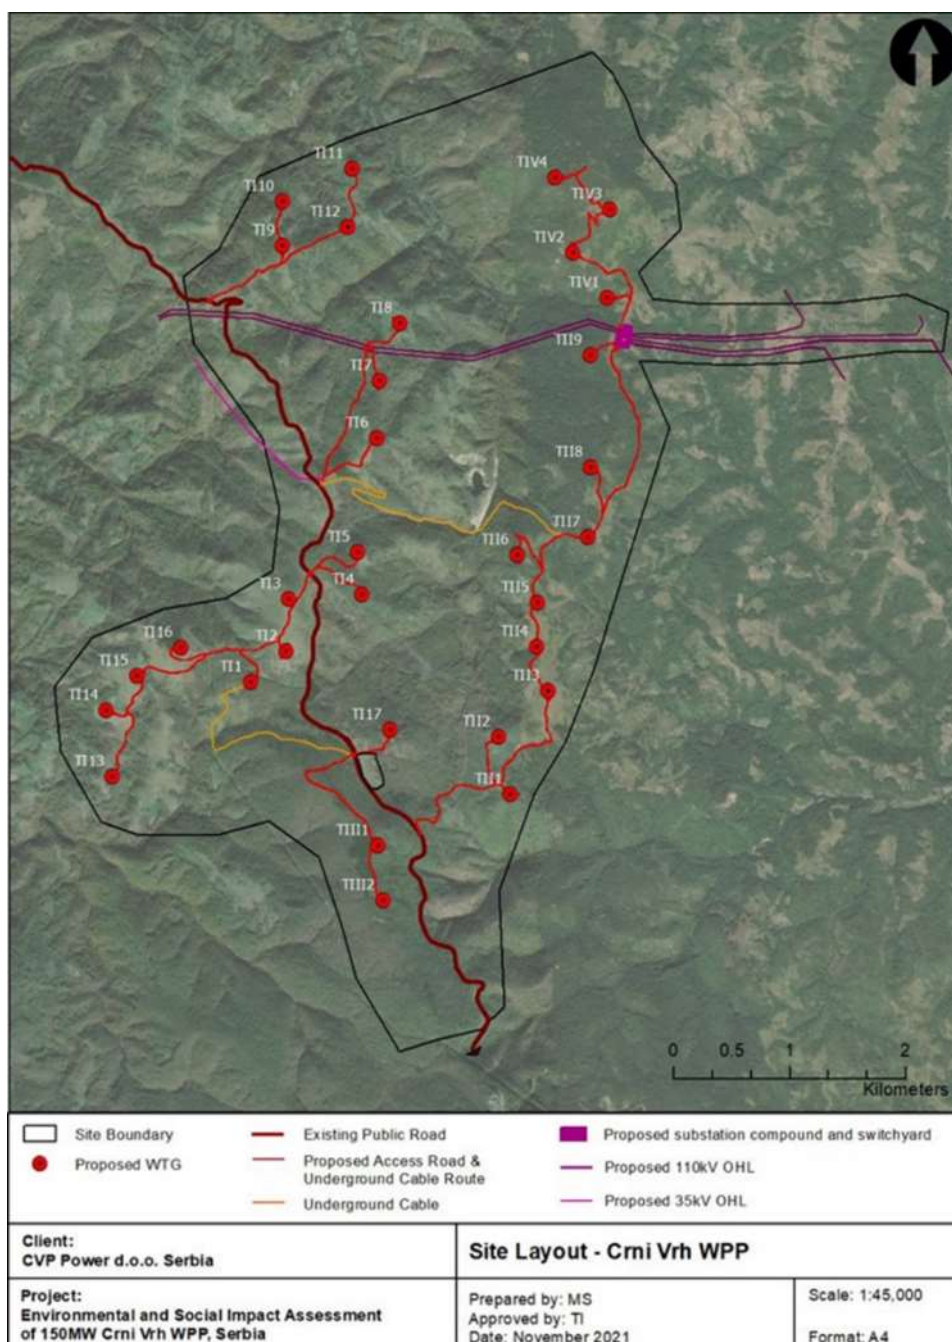 TI11
TIV4
TI10
TIV3
TI12
TI9
TIV2
TIV1
TI8
TII9
TI7
TI6
TII8
TII7
TI5
TII6
TI4
TI3
TII5
TII4
TI2
TI16
TI1
TI15
TII3
TI14
TI17
TII2
TI13
TII1
TIII1
TIII2
0 0.5 1 2
Kilometers
Site Boundary
Existing Public Road
Proposed substation compound and switchyard
Proposed WTG
Proposed Access Road &
Underground Cable Route
Proposed 110kV OHL
Underground Cable
Proposed 35kV OHL
Client:
CVP Power d.o.o. Serbia
Site Layout - Crni Vrh WPP
Project:
Environmental and Social Impact Assessment
of 150MW Crni Vrh WPP, Serbia
Prepared by: MS
Approved by: TI
Date: November 2021
Scale: 1:45,000
Format: A4